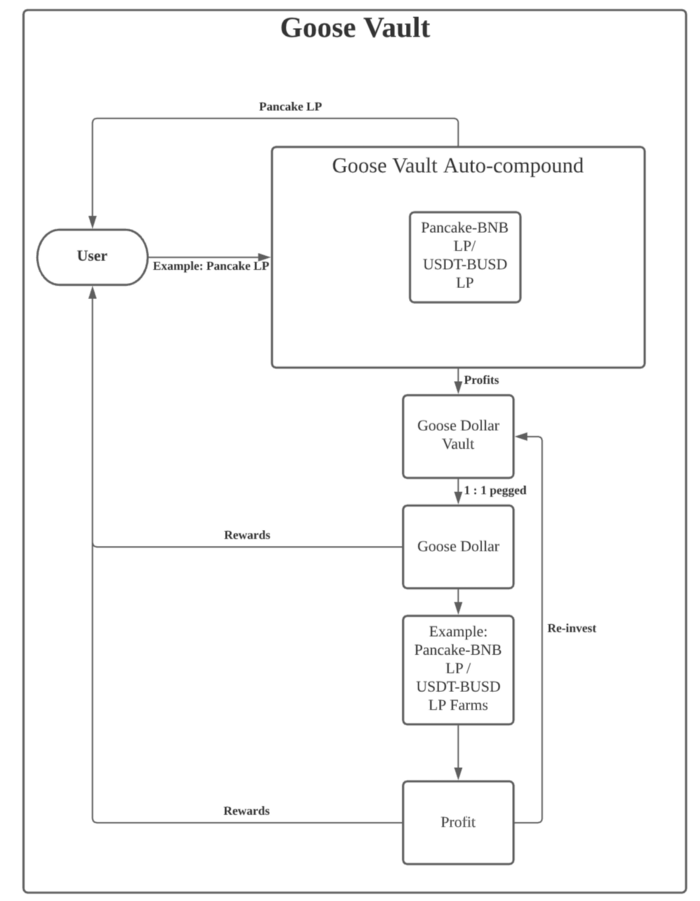 Goose Vault
Pancake LP
Goose Vault Auto-compound
Pancake-BNB
LP/
USDT-BUSD
LP
User
Example: Pancake LP
Profits
Goose Dollar
Vault
1 : 1 pegged
Rewards
Goose Dollar
Example:
Pancake-BNB
LP /
USDT-BUSD
LP Farms
Re-invest
Rewards
Profit